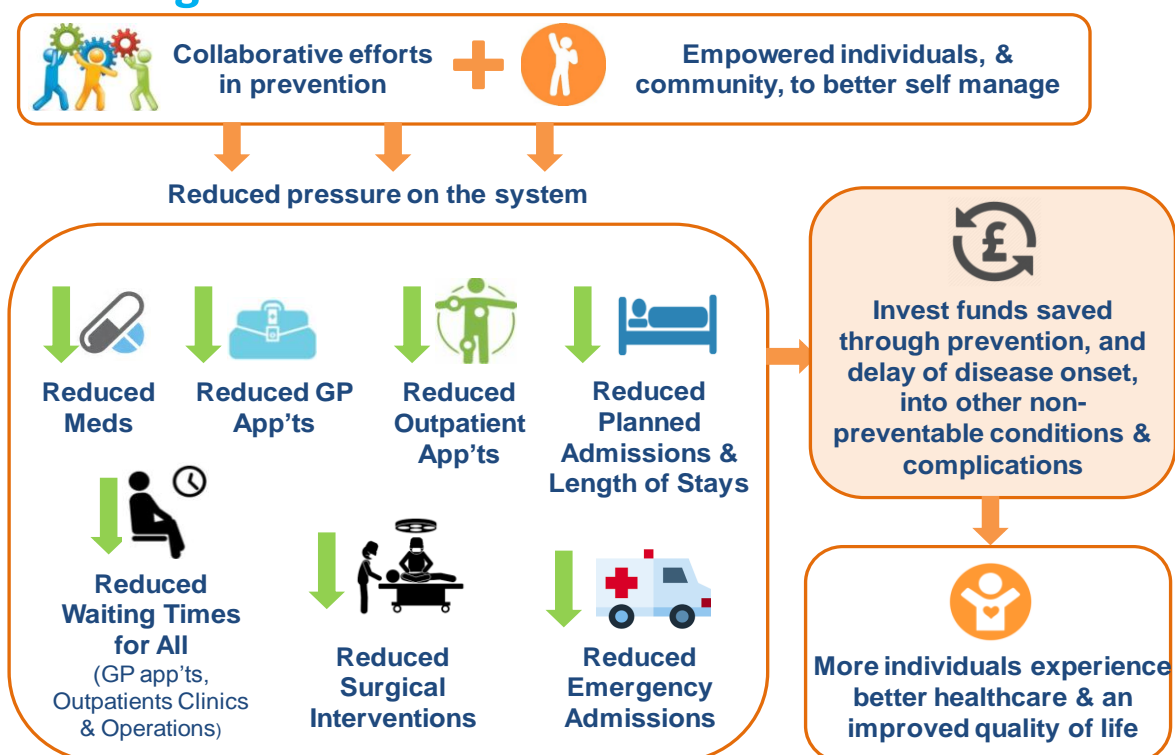 Collaborative efforts
in prevention
Empowered individuals, &
community, to better self manage
Reduced pressure on the system
Reduced
Meds
Reduced GP
App'ts
Reduced
Outpatient
App'ts
Reduced
Planned
Admissions &
Length of Stays
Reduced
Waiting Times
for All
(GP app'ts,
Outpatients Clinics
& Operations)
Reduced
Surgical
Interventions
Reduced
Emergency
Admissions
£
Invest funds saved
through prevention, and
delay of disease onset,
into other non-
preventable conditions &
complications
More individuals experience
better healthcare & an
improved quality of life